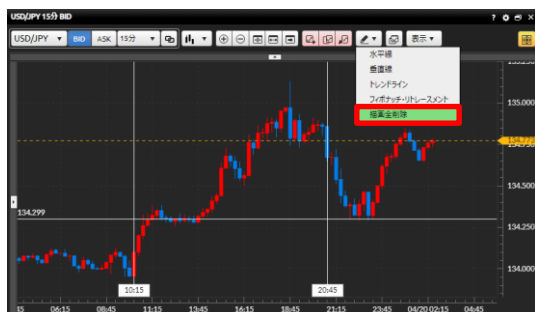 USD/JPY 15分 BID
USD/JPY BID ASK 15分 表示
水平線
垂直線
トレンドライン
フィボナッチ・リトレースメント
描画全削除
135.000
134.500
134.299
134.250
134.000
10:15 20:45
06:15 08:45 11:15 13:45 16:15 18:45 21:15 23:45 04/20 02:15 04:45